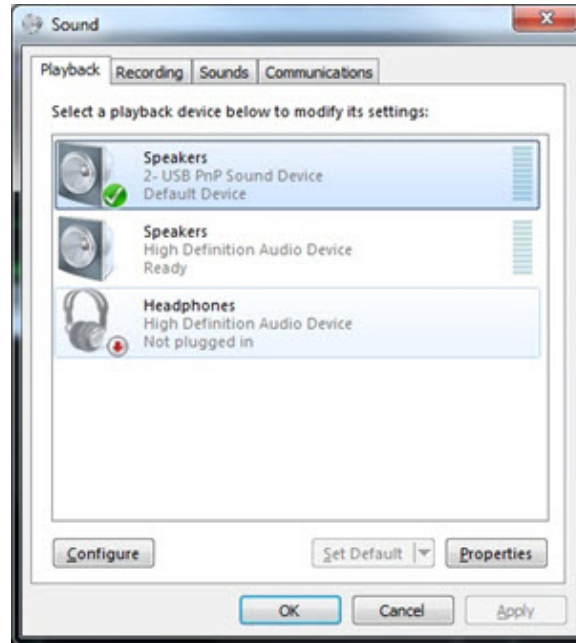 Sound
Playback Recording Sounds Communications
Select a playback device below to modify its settings:
Speakers
2- USB PnP Sound Device
Default Device
Speakers
High Definition Audio Device
Ready
Headphones
High Definition Audio Device
Not plugged in
Configure Set Default Properties
OK Cancel Apply